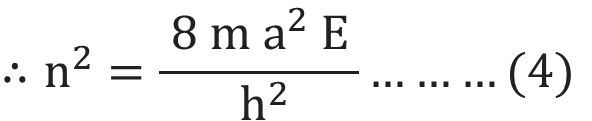 ∴ n² = 8 m a² E / h² … … … (4)